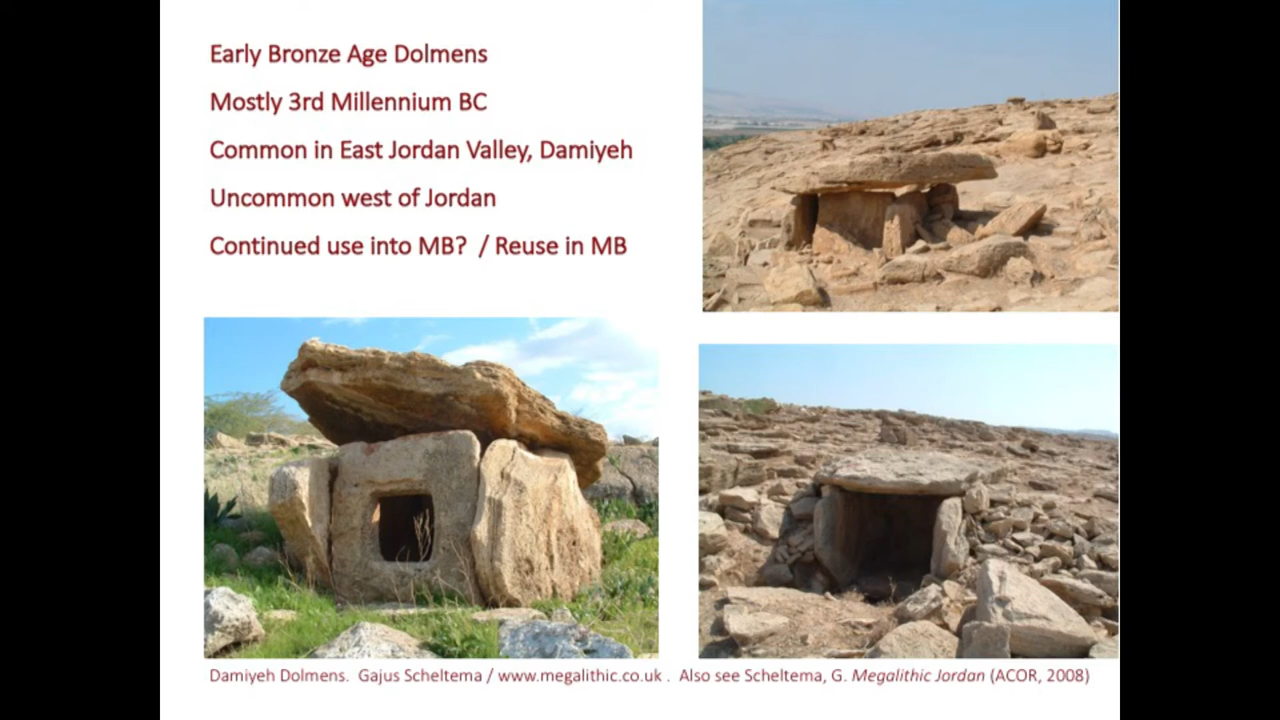 Early Bronze Age Dolmens
Mostly 3rd Millennium BC
Common in East Jordan Valley, Damiyeh
Uncommon west of Jordan
Continued use into MB?  / Reuse in MB
Damiyeh Dolmens.  Gajus Scheltema / www.megalithic.co.uk .  Also see Scheltema, G. Megalithic Jordan (ACOR, 2008)